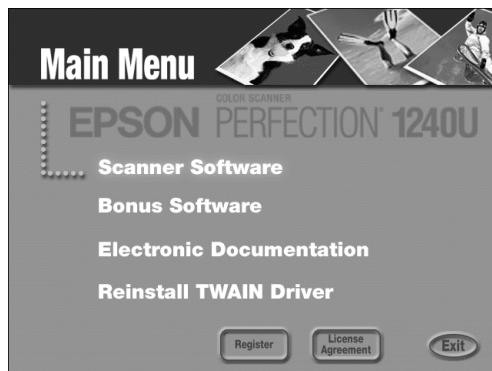 Main Menu
COLOR SCANNER
EPSON PERFECTION® 1240U
Scanner Software
Bonus Software
Electronic Documentation
Reinstall TWAIN Driver
Register
License
Agreement
Exit